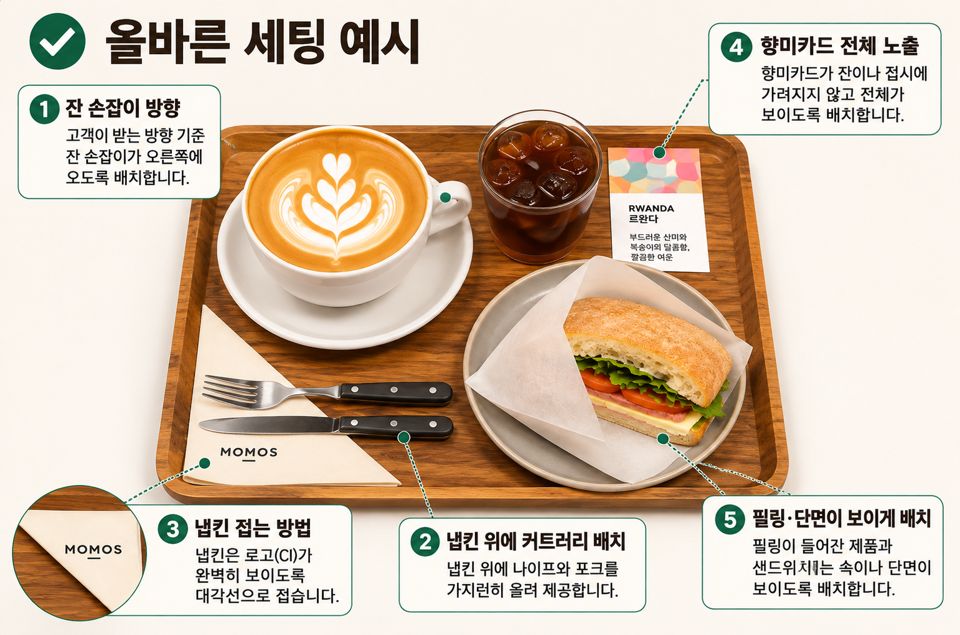 올바른 세팅 예시
1 잔 손잡이 방향
고객이 받는 방향 기준
잔 손잡이가 오른쪽에
오도록 배치합니다.
4 향미카드 전체 노출
향미카드가 잔이나 접시에
가려지지 않고 전체가
보이도록 배치합니다.
RWANDA
르완다
부드러운 산미와
복숭아의 달콤함,
깔끔한 여운
MOMOS
MOMOS
3 냅킨 접는 방법
냅킨은 로고(CI)가
완벽히 보이도록
대각선으로 접습니다.
2 냅킨 위에 커트러리 배치
냅킨 위에 나이프와 포크를
가지런히 올려 제공합니다.
5 필링·단면이 보이게 배치
필링이 들어잔 제품과
샌드위치는 속이나 단면이
보이도록 배치합니다.